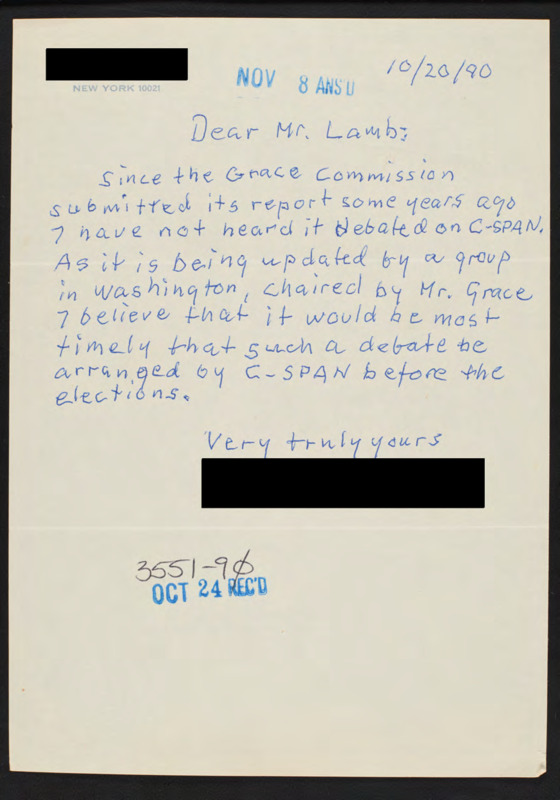 NEW YORK 10021
NOV 8 ANS'D
10/20/90
Dear Mr. Lamb:
Since the Grace Commission
submitted its report some years ago
I have not heard it debated on C-SPAN.
As it is being updated by a group
in Washington, chaired by Mr. Grace
I believe that it would be most
timely that such a debate be
arranged by C-SPAN before the
elections.
Very truly yours
3551-90
OCT 24 REC'D